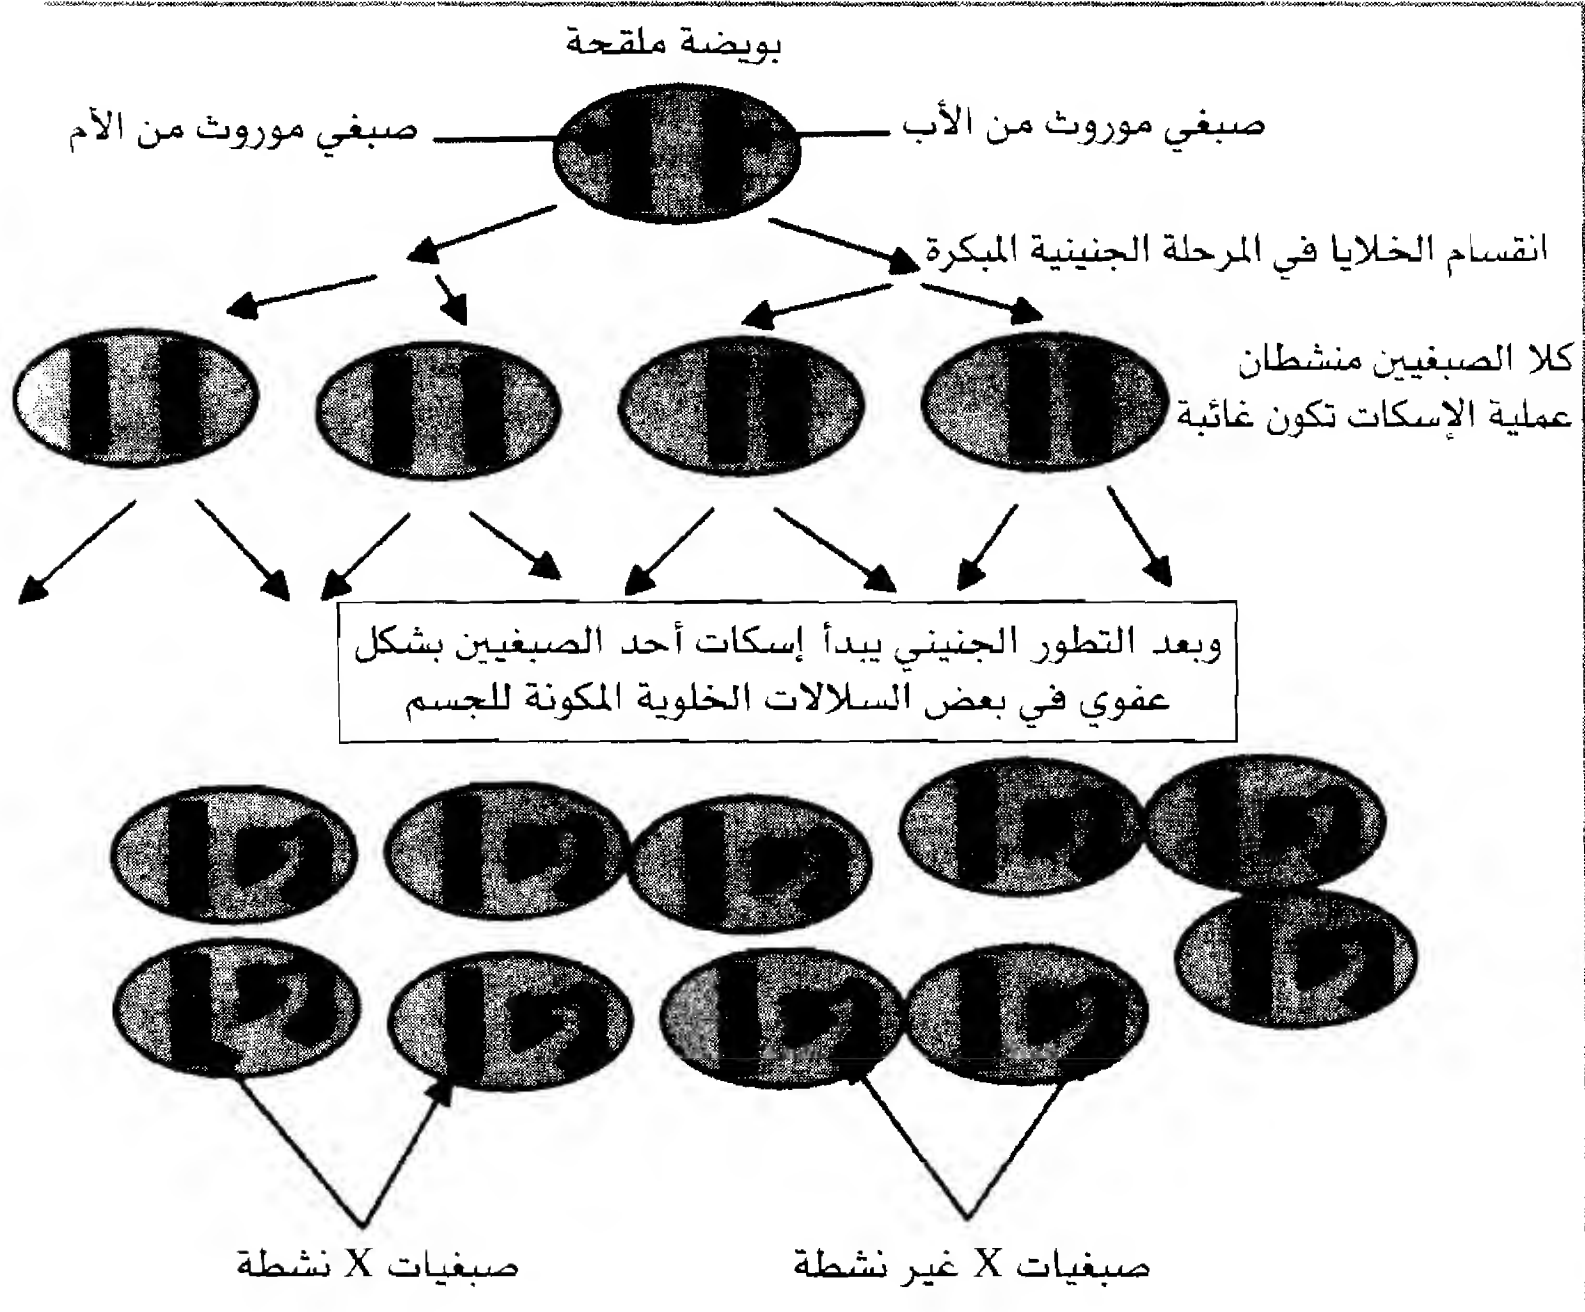 بويضة ملقحة
صبغي موروث من الأب
صبغي موروث من الأم
انقسام الخلايا في المرحلة الجنينية المبكرة
كلا الصبغيين منشطان
عملية الإسكات تكون غائبة
وبعد التطور الجنيني يبدأ إسكات أحد الصبغيين بشكل
عفوي في بعض السلالات الخلوية المكونة للجسم
صبغيات X غير نشطة
صبغيات X نشطة